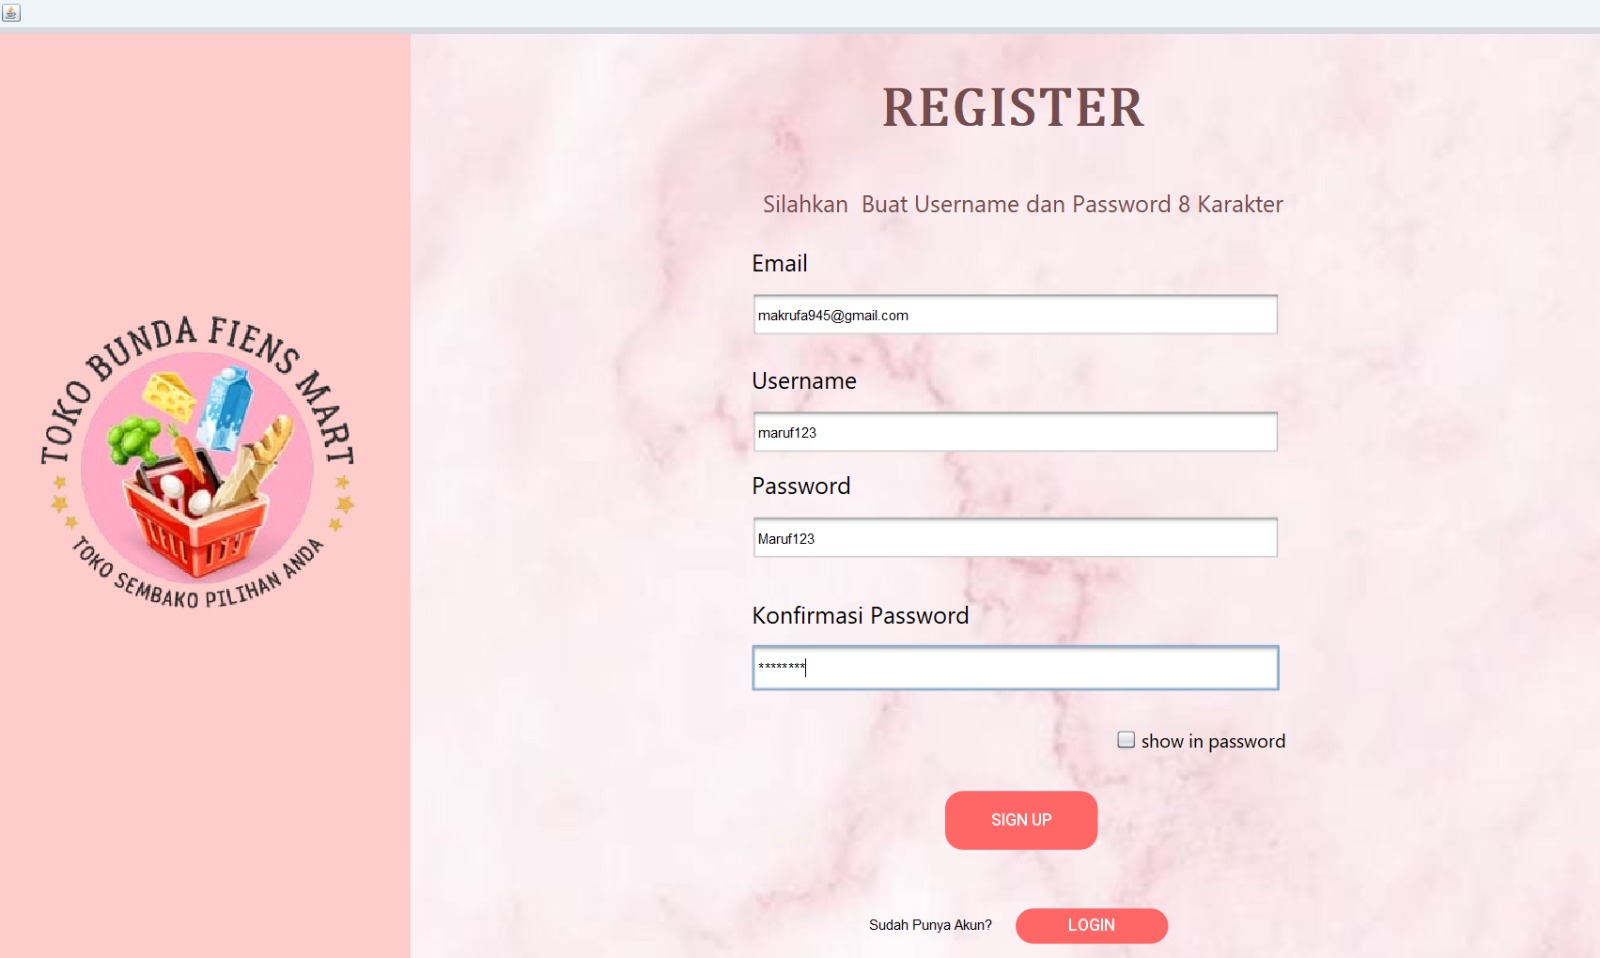 TOKO BUNDA FIENS MART
TOKO SEMBAKO PILIHAN ANDA
REGISTER
Silahkan  Buat Username dan Password 8 Karakter
Email
makrufa945@gmail.com
Username
maruf123
Password
Maruf123
Konfirmasi Password
********
show in password
SIGN UP
Sudah Punya Akun?
LOGIN